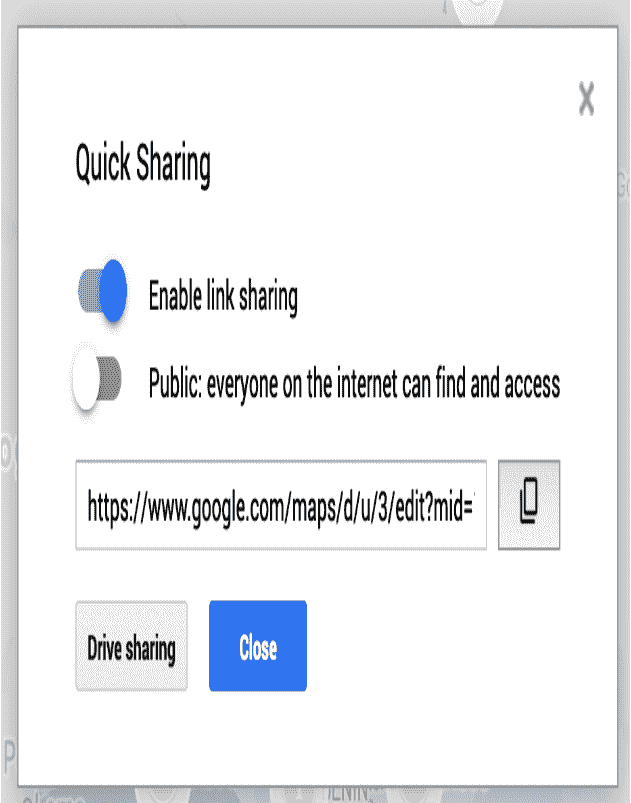 X
Quick Sharing
Enable link sharing
Public: everyone on the internet can find and access
https://www.google.com/maps/d/u/3/edit?mid=
Drive sharing
Close